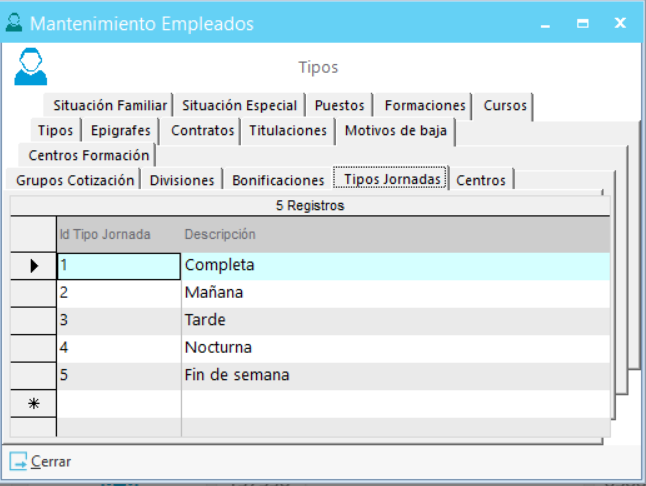 Mantenimiento Empleados
Tipos
Situación Familiar Situación Especial Puestos Formaciones Cursos
Tipos Epigrafes Contratos Titulaciones Motivos de baja
Centros Formación
Grupos Cotización Divisiones Bonificaciones Tipos Jornadas Centros
5 Registros
Id Tipo Jornada Descripción
1 Completa
2 Mañana
3 Tarde
4 Nocturna
5 Fin de semana
Cerrar